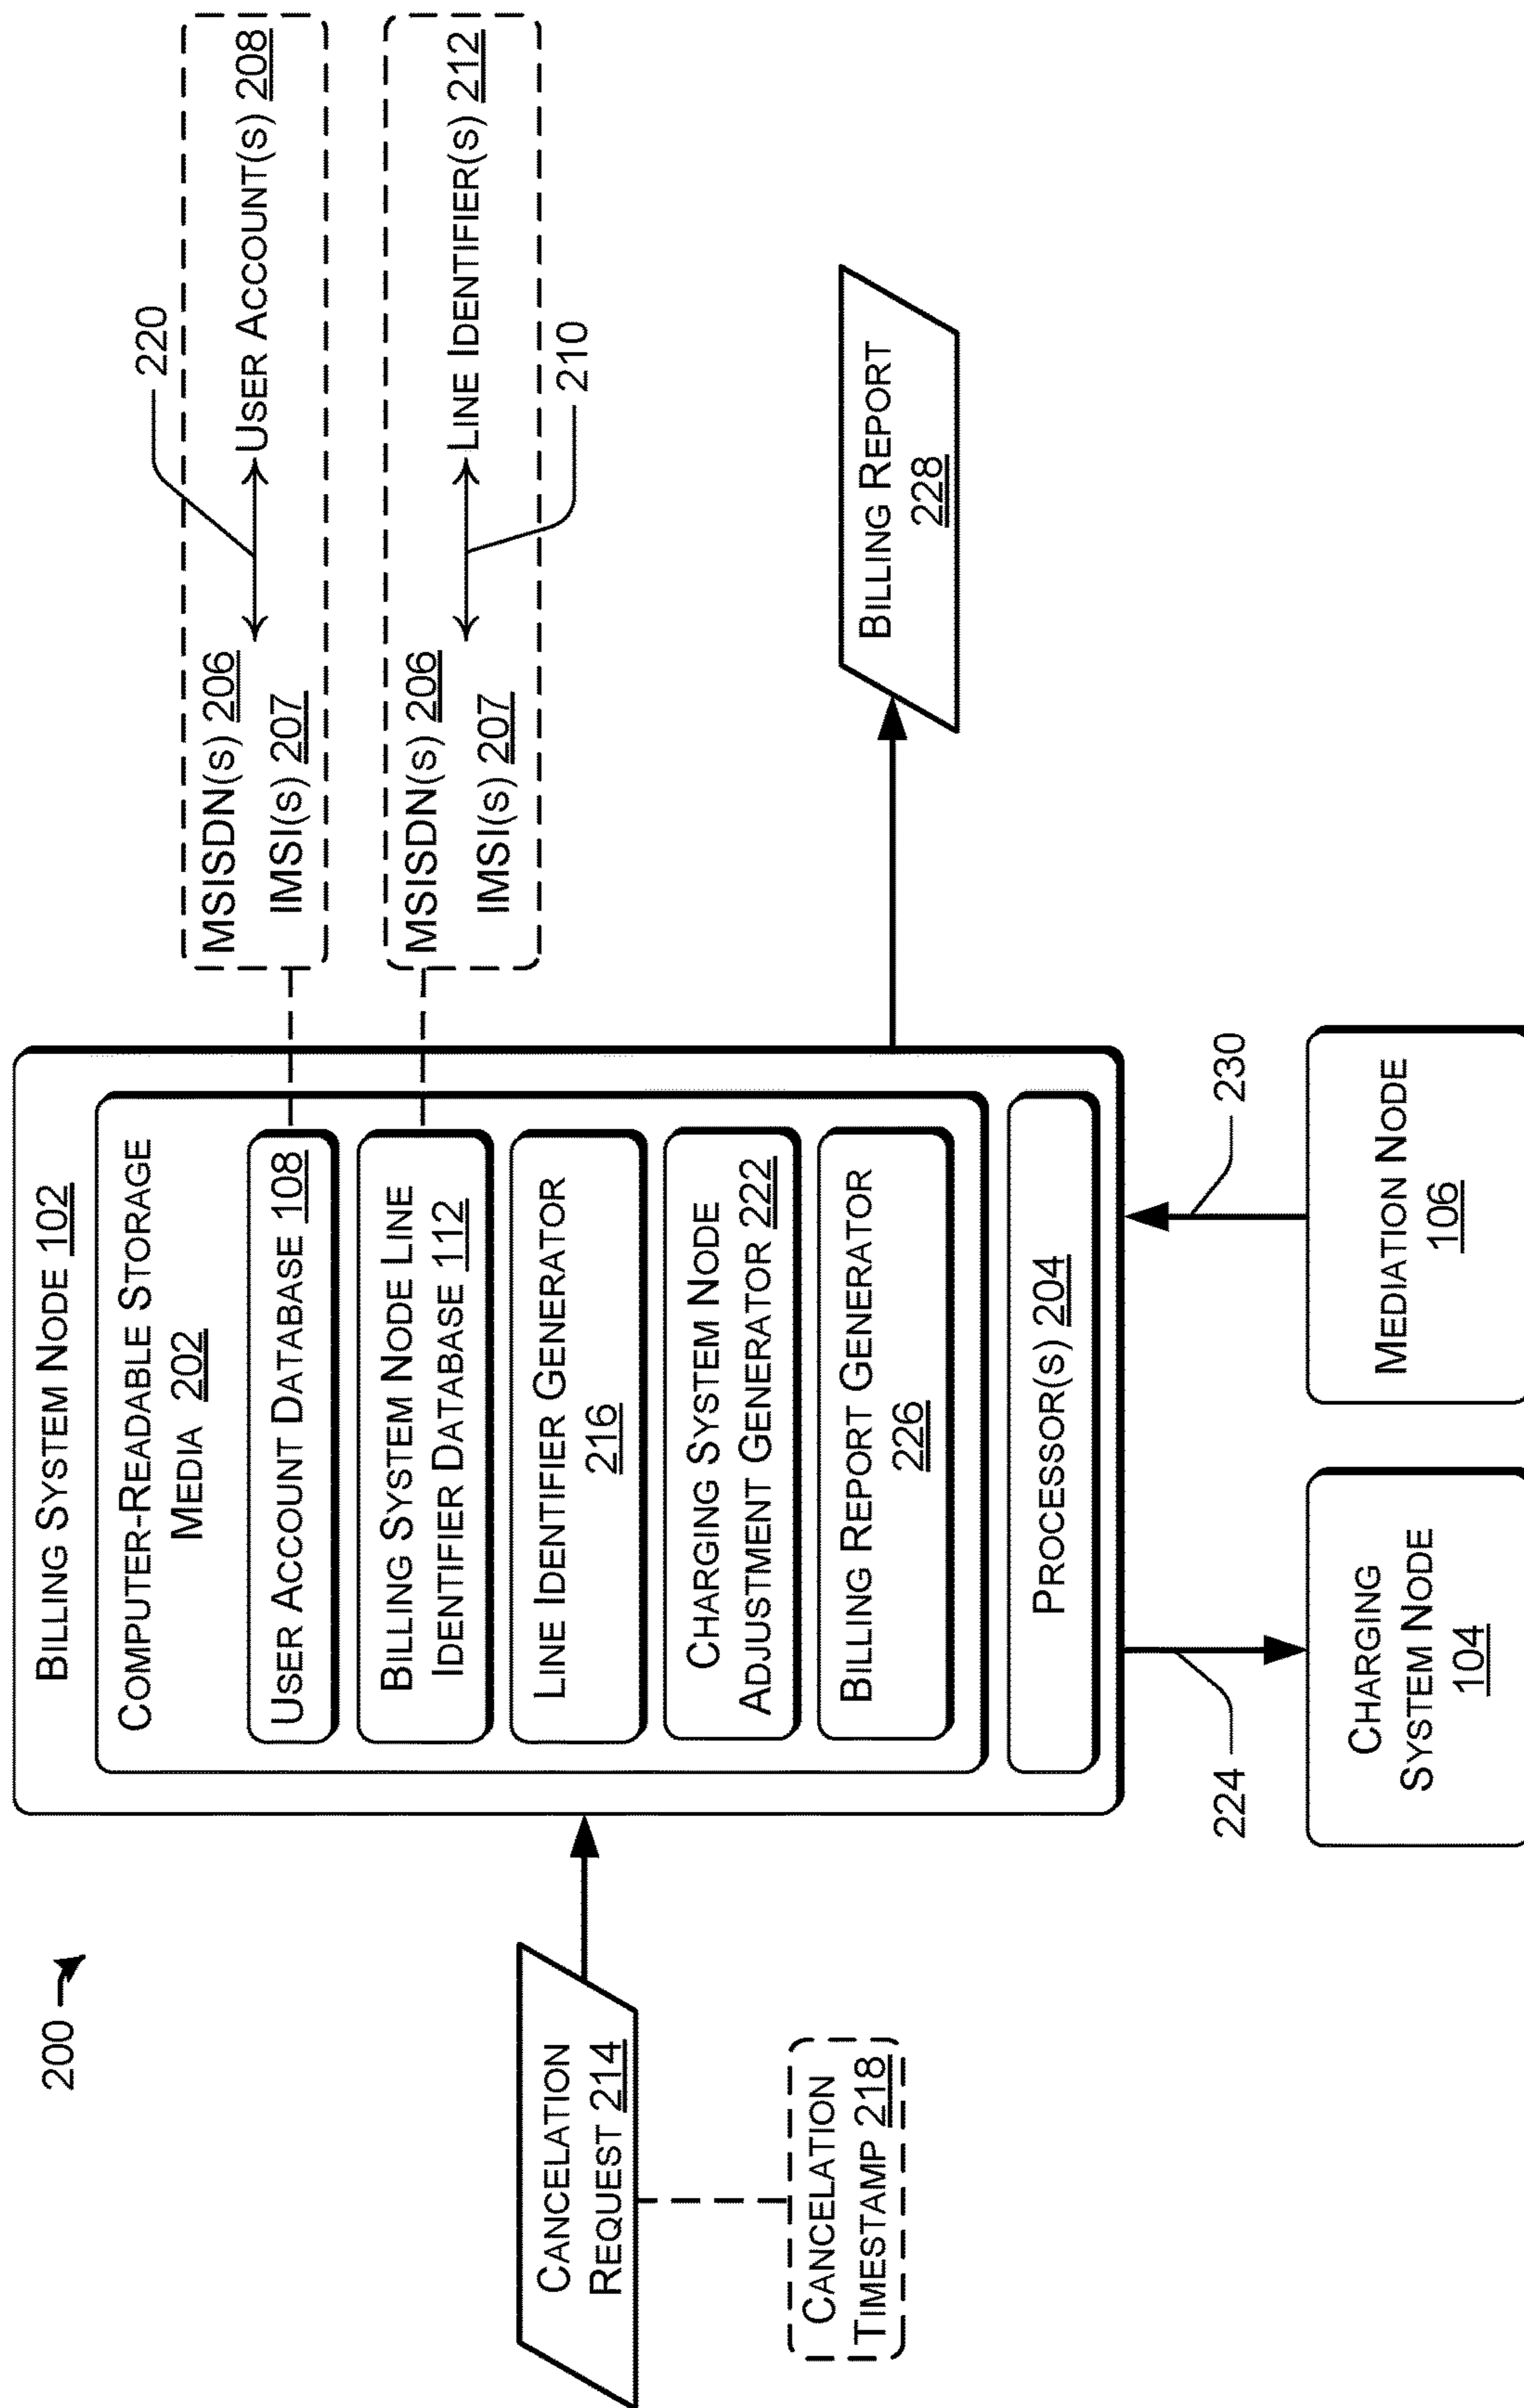 200
BILLING SYSTEM NODE 102
COMPUTER-READABLE STORAGE
MEDIA 202
USER ACCOUNT DATABASE 108
BILLING SYSTEM NODE LINE
IDENTIFIER DATABASE 112
LINE IDENTIFIER GENERATOR
216
CHARGING SYSTEM NODE
ADJUSTMENT GENERATOR 222
BILLING REPORT GENERATOR
226
PROCESSOR(S) 204
CANCELATION
REQUEST 214
CANCELATION
TIMESTAMP 218
220
MSISDN(S) 206
IMSI(S) 207
USER ACCOUNT(S) 208
MSISDN(S) 206
IMSI(S) 207
LINE IDENTIFIER(S) 212
210
BILLING REPORT
228
224
230
CHARGING
SYSTEM NODE
104
MEDIATION NODE
106